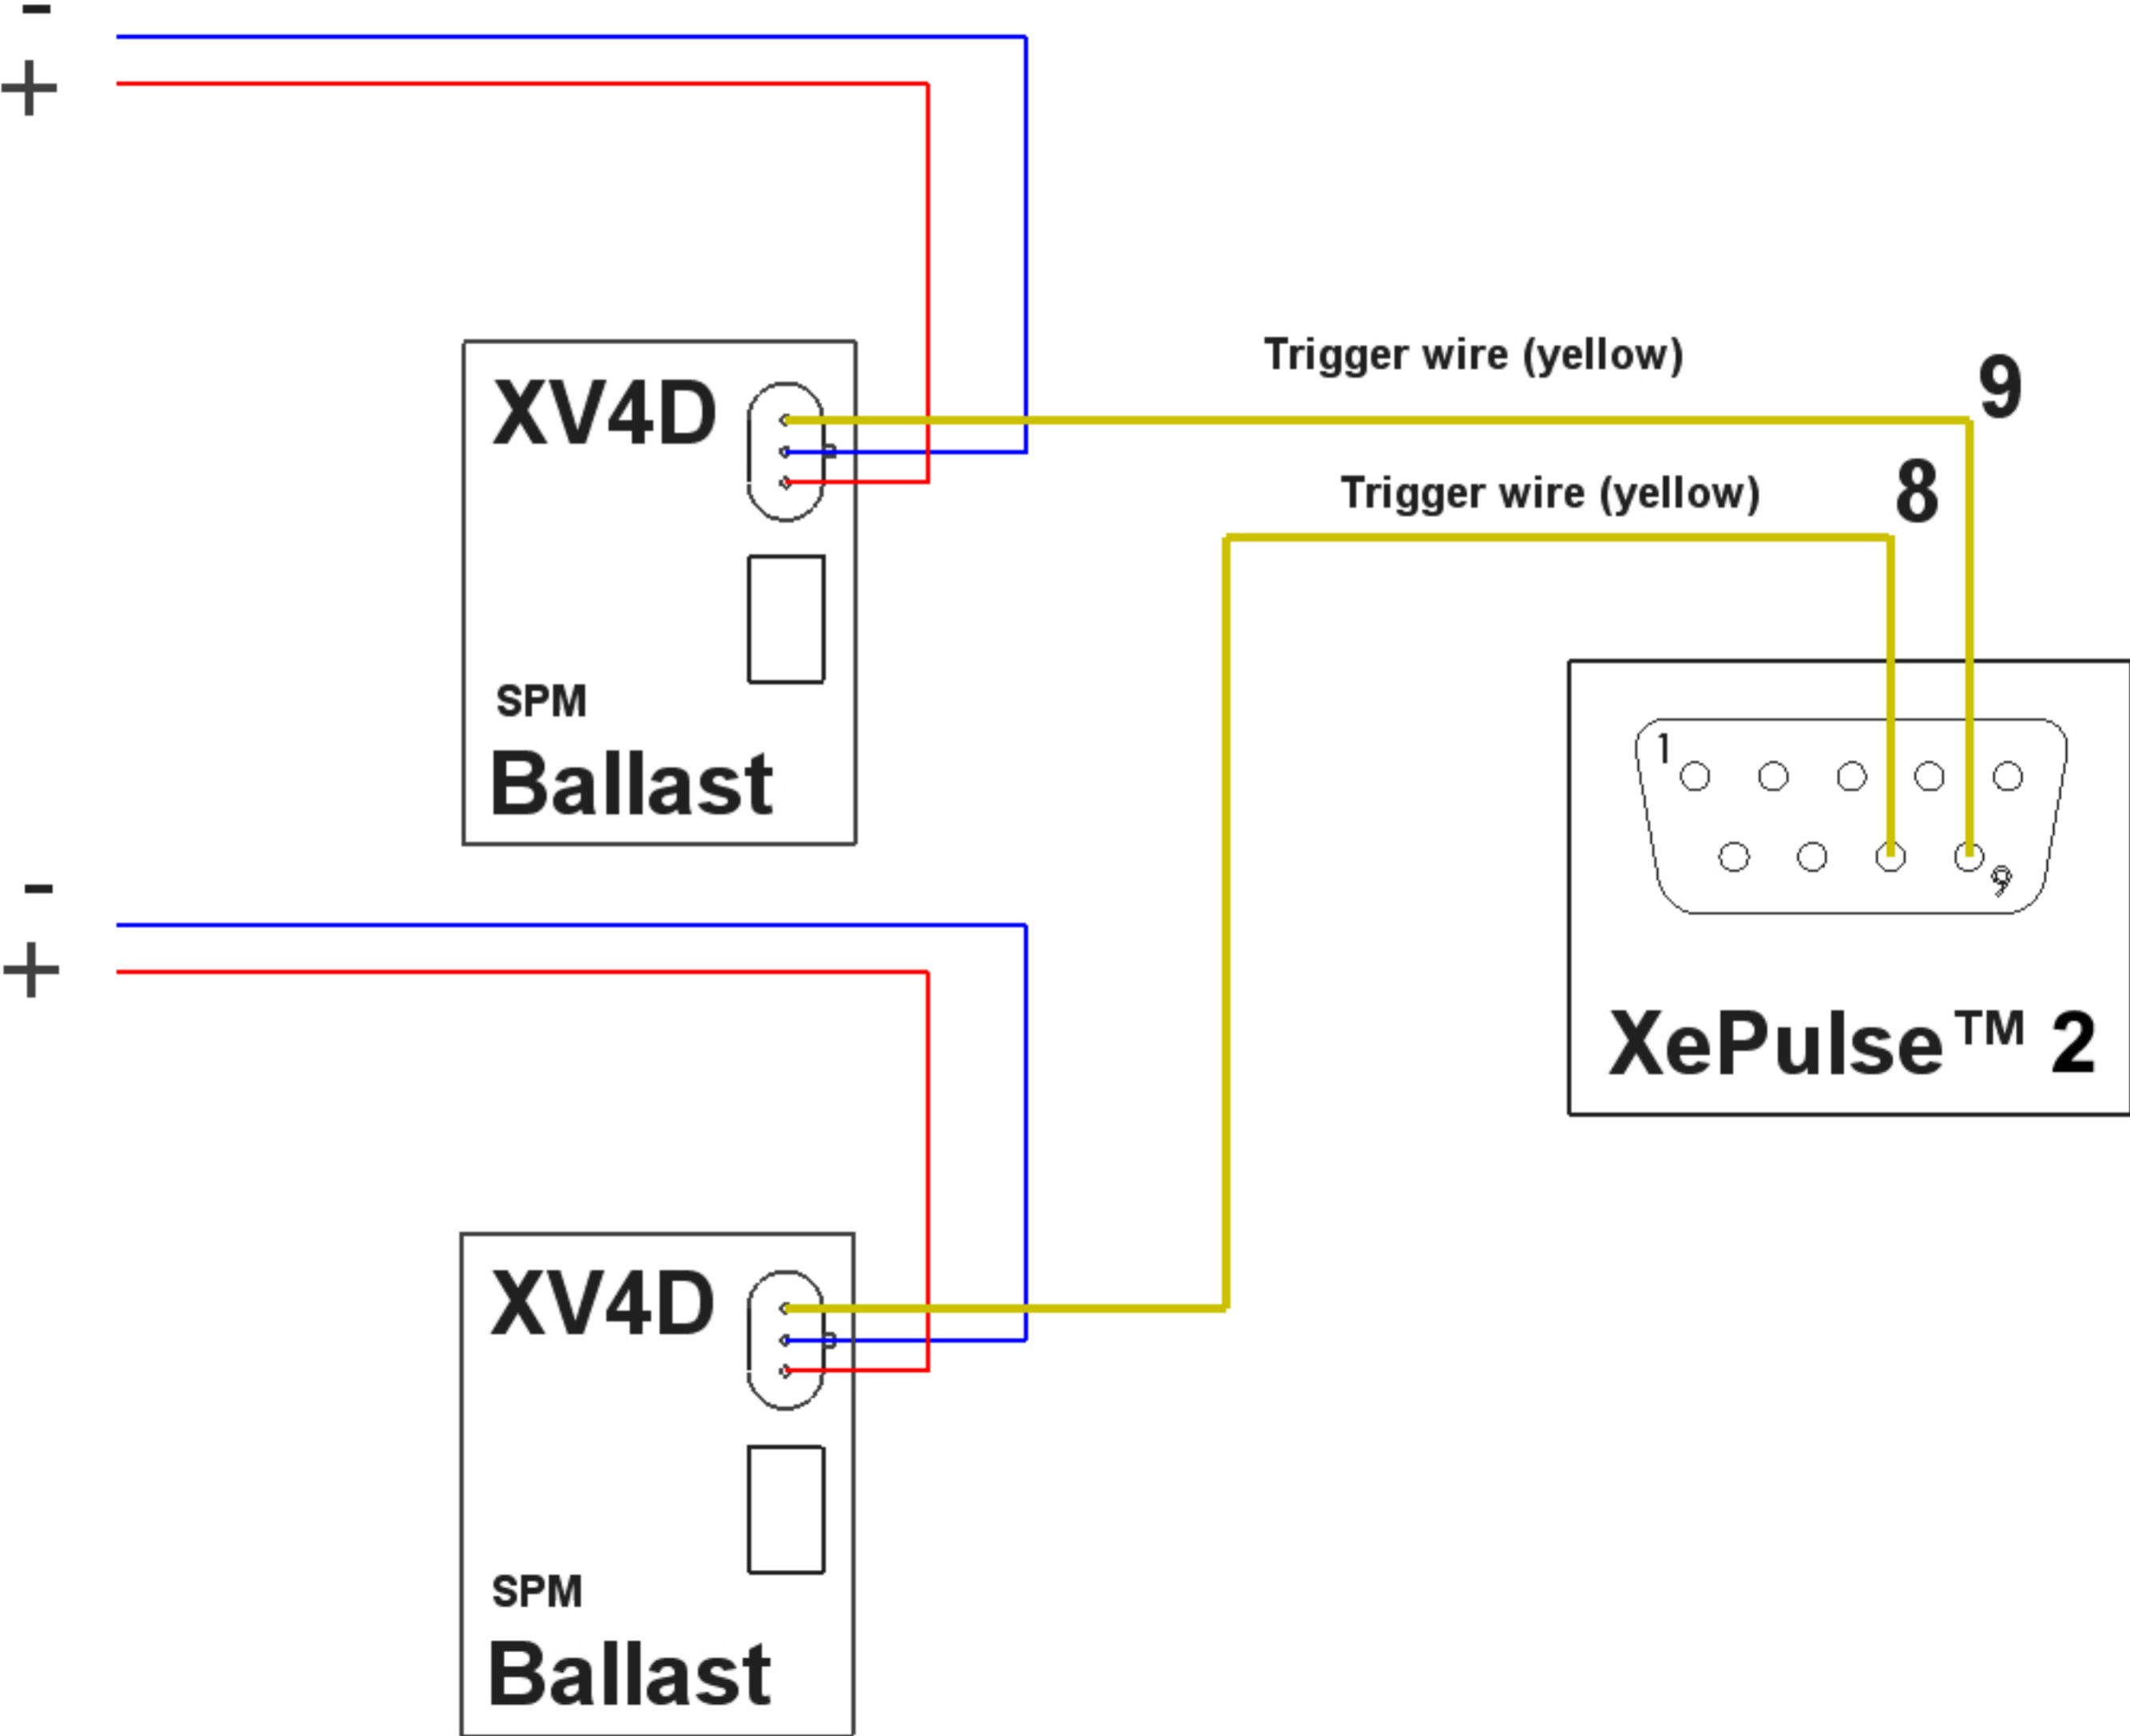 -
+
Trigger wire (yellow)
9
XV4D
Trigger wire (yellow)
8
SPM
Ballast
1
9
-
+
XePulse™ 2
XV4D
SPM
Ballast